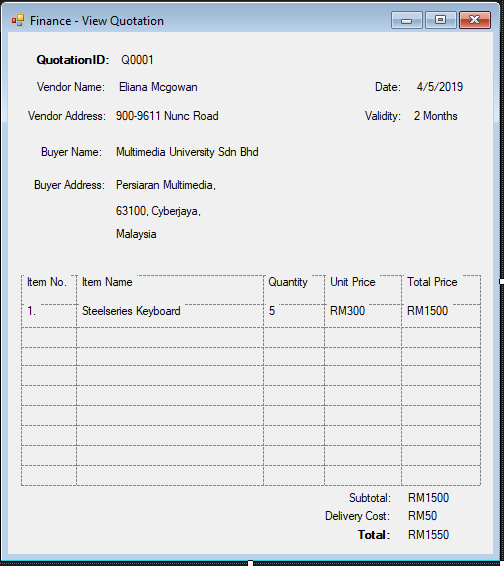 Finance - View Quotation
QuotationID: Q0001
Vendor Name: Eliana Mcgowan Date: 4/5/2019
Vendor Address: 900-9611 Nunc Road Validity: 2 Months
Buyer Name: Multimedia University Sdn Bhd
Buyer Address: Persiaran Multimedia,
63100, Cyberjaya,
Malaysia
Item No. Item Name Quantity Unit Price Total Price
1. Steelseries Keyboard 5 RM300 RM1500
Subtotal: RM1500
Delivery Cost: RM50
Total: RM1550